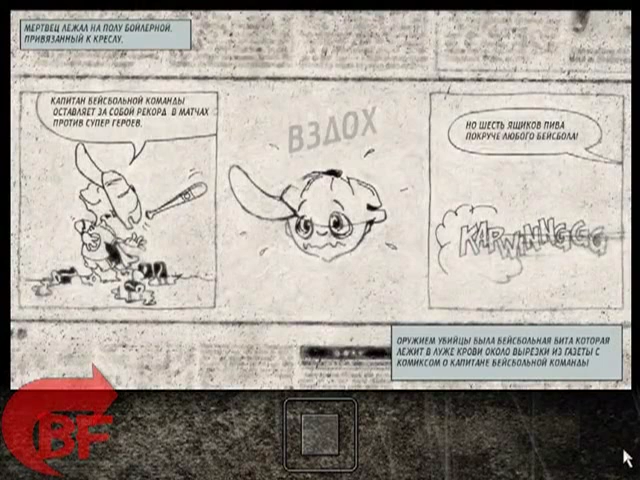 МЕРТВЕЦ ЛЕЖАЛ НА ПОЛУ БОЙЛЕРНОЙ.
ПРИВЯЗАННЫЙ К КРЕСЛУ.
КАПИТАН БЕЙСБОЛЬНОЙ КОМАНДЫ
ОСТАВЛЯЕТ ЗА СОБОЙ РЕКОРД В МАТЧАХ
ПРОТИВ СУПЕР ГЕРОЕВ.
ВЗДОХ
НО ШЕСТЬ ЯЩИКОВ ПИВА
ПОКРУЧЕ ЛЮБОГО БЕЙСБОЛА!
KARWINNGGG
ОРУЖИЕМ УБИЙЦЫ БЫЛА БЕЙСБОЛЬНАЯ БИТА КОТОРАЯ
ЛЕЖИТ В ЛУЖЕ КРОВИ ОКОЛО ВЫРЕЗКИ ИЗ ГАЗЕТЫ С
КОМИКСОМ О КАПИТАНЕ БЕЙСБОЛЬНОЙ КОМАНДЫ
BF